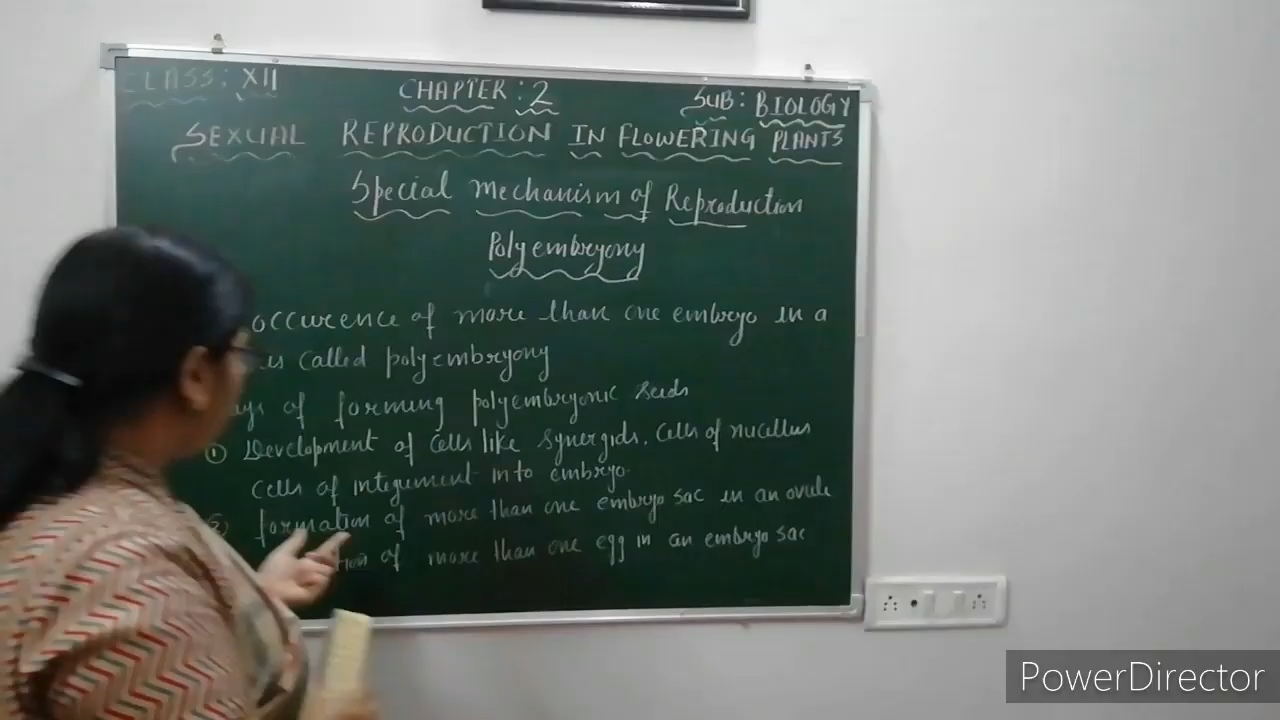 CLASS: XII CHAPTER: 2 SUB: BIOLOGY
SEXUAL REPRODUCTION IN FLOWERING PLANTS
Special Mechanism of Reproduction
Polyembryony
occurence of more than one embryo in a
is called polyembryony
of forming polyembryonic seeds
① Development of cells like synergids. cells of nucellus
cells of integument into embryo.
② formation of more than one embryo sac in an ovule
of more than one egg in an embryo sac
PowerDirector